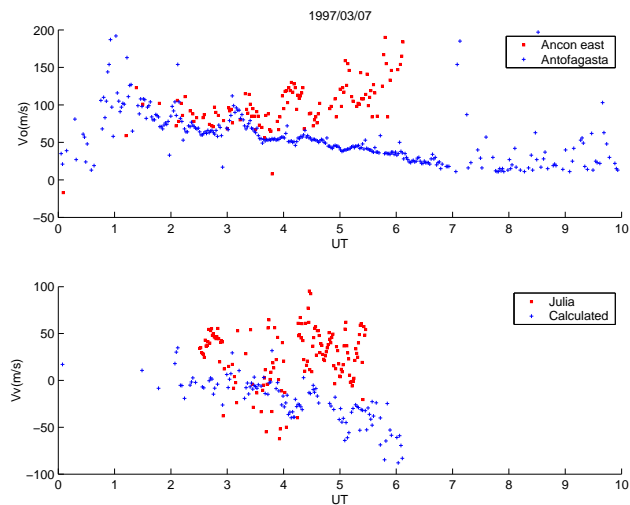 1997/03/07
200
150
100
50
0
−50
Vo(m/s)
Ancon east
Antofagasta
0 1 2 3 4 5 6 7 8 9 10
UT
100
50
0
−50
−100
Vv(m/s)
Julia
Calculated
0 1 2 3 4 5 6 7 8 9 10
UT